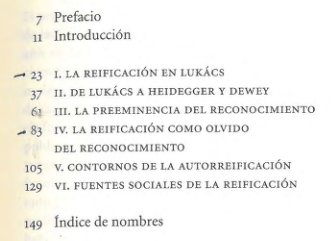 7 Prefacio
11 Introducción
23 I. LA REIFICACIÓN EN LUKÁCS
37 II. DE LUKÁCS A HEIDEGGER Y DEWEY
61 III. LA PREEMINENCIA DEL RECONOCIMIENTO
83 IV. LA REIFICACIÓN COMO OLVIDO
DEL RECONOCIMIENTO
105 V. CONTORNOS DE LA AUTORREIFICACIÓN
129 VI. FUENTES SOCIALES DE LA REIFICACIÓN
149 Índice de nombres